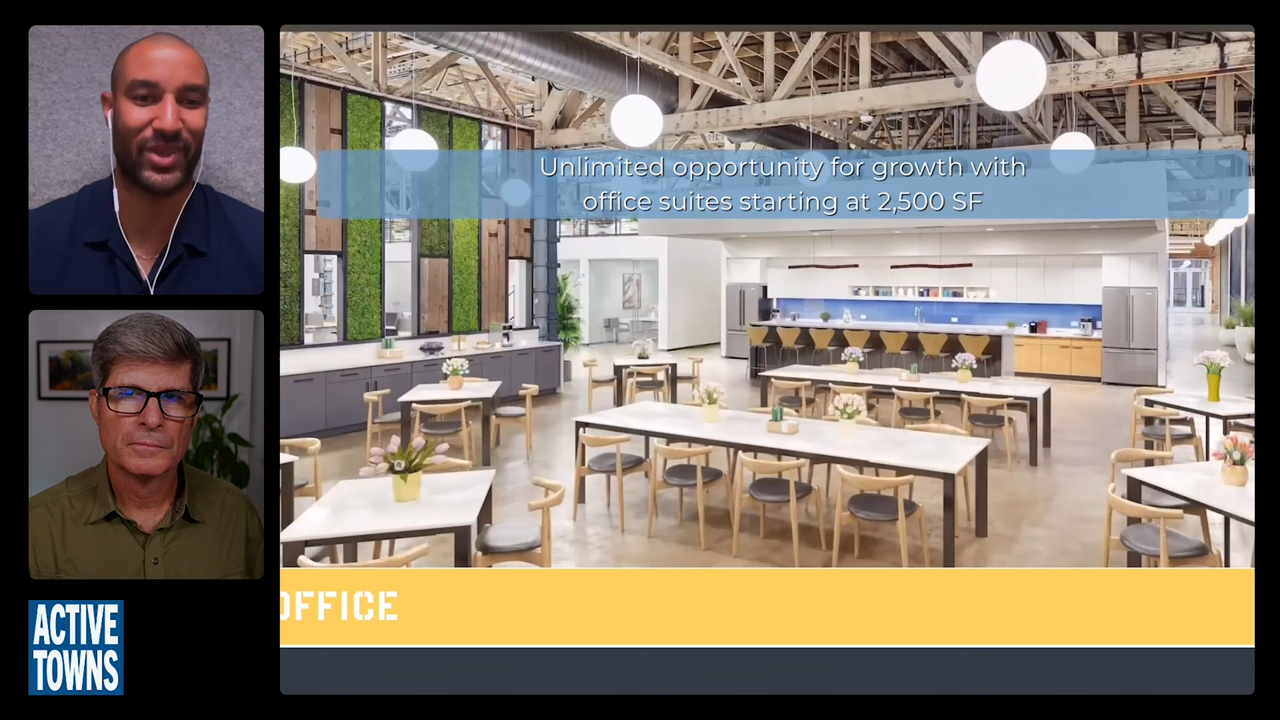 Unlimited opportunity for growth with
office suites starting at 2,500 SF
OFFICE
ACTIVE
TOWNS